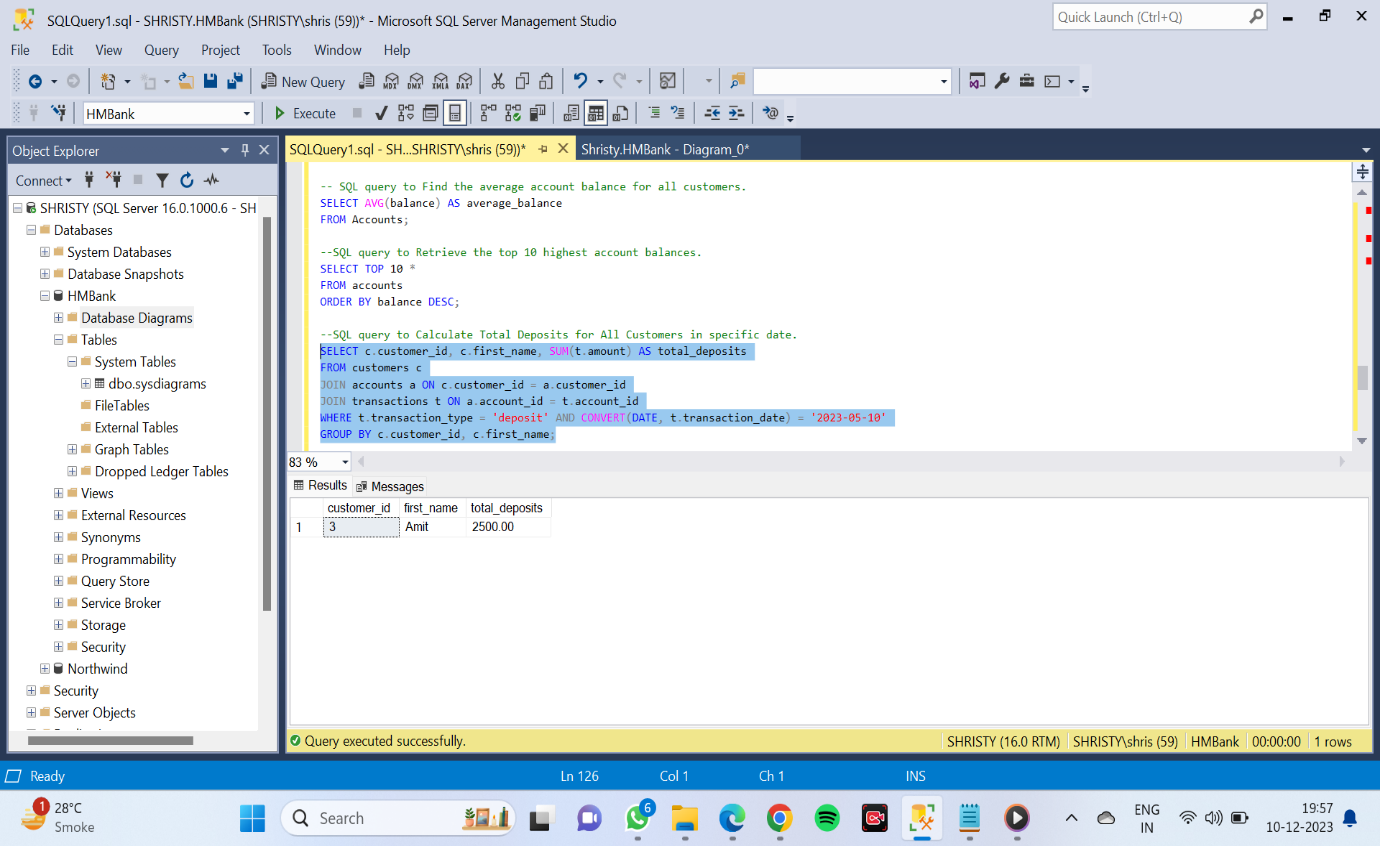 SQLQuery1.sql - SHRISTY.HMBank (SHRISTY\shris (59))* - Microsoft SQL Server Management Studio
Quick Launch (Ctrl+Q)
File Edit View Query Project Tools Window Help
New Query MDX DMX XMLA DAX
HMBank Execute
Object Explorer
SQLQuery1.sql - SH...SHRISTY\shris (59))* Shristy.HMBank - Diagram_0*
Connect
SHRISTY (SQL Server 16.0.1000.6 - SH
Databases
System Databases
Database Snapshots
HMBank
Database Diagrams
Tables
System Tables
dbo.sysdiagrams
FileTables
External Tables
Graph Tables
Dropped Ledger Tables
Views
External Resources
Synonyms
Programmability
Query Store
Service Broker
Storage
Security
Northwind
Security
Server Objects
-- SQL query to Find the average account balance for all customers.
SELECT AVG(balance) AS average_balance
FROM Accounts;
--SQL query to Retrieve the top 10 highest account balances.
SELECT TOP 10 *
FROM accounts
ORDER BY balance DESC;
--SQL query to Calculate Total Deposits for All Customers in specific date.
SELECT c.customer_id, c.first_name, SUM(t.amount) AS total_deposits
FROM customers c
JOIN accounts a ON c.customer_id = a.customer_id
JOIN transactions t ON a.account_id = t.account_id
WHERE t.transaction_type = 'deposit' AND CONVERT(DATE, t.transaction_date) = '2023-05-10'
GROUP BY c.customer_id, c.first_name;
83 %
Results Messages
customer_id first_name total_deposits
1 3 Amit 2500.00
Query executed successfully. SHRISTY (16.0 RTM) SHRISTY\shris (59) HMBank 00:00:00 1 rows
Ready Ln 126 Col 1 Ch 1 INS
1 28°C
Smoke
Search
6
ENG
IN
19:57
10-12-2023